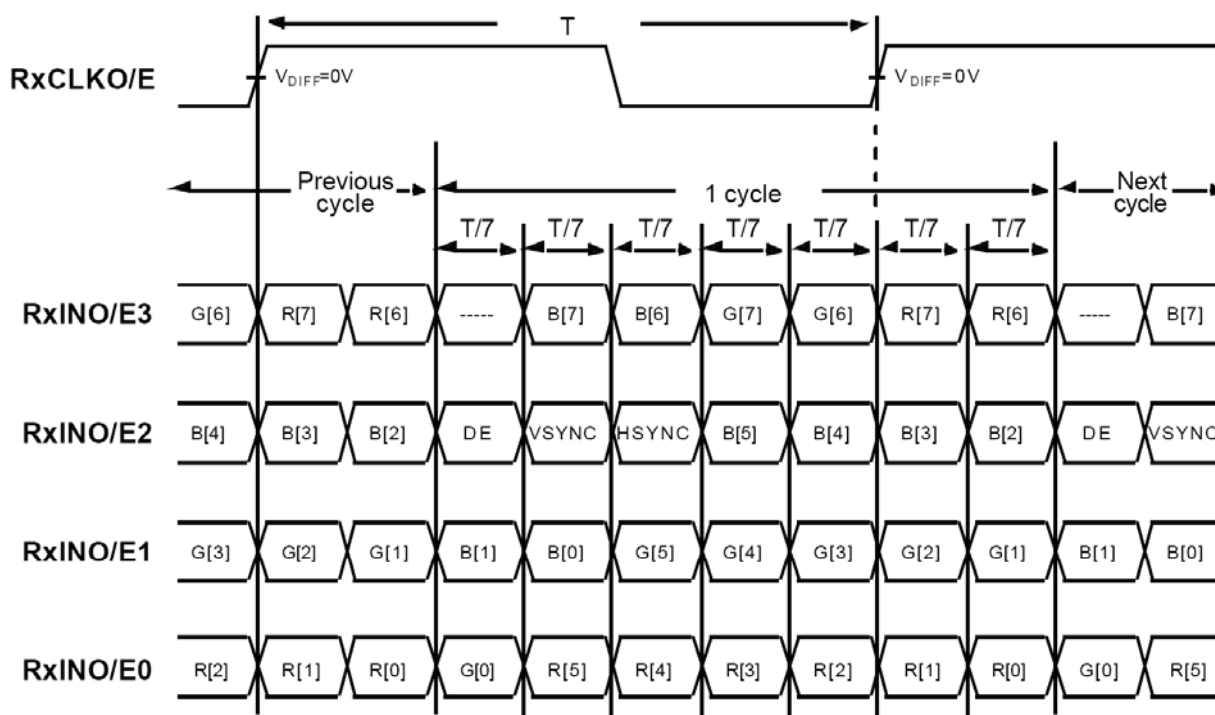 T
RxCLKO/E
VDIFF=0V VDIFF=0V
Previous cycle 1 cycle Next cycle
T/7 T/7 T/7 T/7 T/7 T/7 T/7
RxINO/E3 G[6] R[7] R[6] ----- B[7] B[6] G[7] G[6] R[7] R[6] ----- B[7]
RxINO/E2 B[4] B[3] B[2] DE VSYNC HSYNC B[5] B[4] B[3] B[2] DE VSYNC
RxINO/E1 G[3] G[2] G[1] B[1] B[0] G[5] G[4] G[3] G[2] G[1] B[1] B[0]
RxINO/E0 R[2] R[1] R[0] G[0] R[5] R[4] R[3] R[2] R[1] R[0] G[0] R[5]